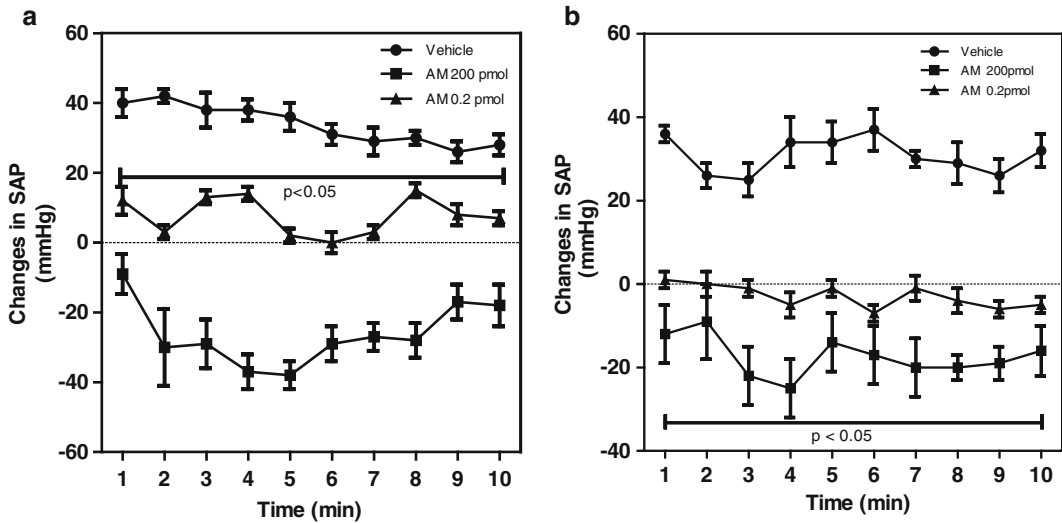 a
60
40
20
0
-20
-40
-60
Changes in SAP
(mmHg)
Vehicle
AM 200 pmol
AM 0.2 pmol
p<0.05
1 2 3 4 5 6 7 8 9 10
Time (min)
b
60
40
20
0
-20
-40
Changes in SAP
(mmHg)
Vehicle
AM 200pmol
AM 0.2pmol
p < 0.05
1 2 3 4 5 6 7 8 9 10
Time (min)